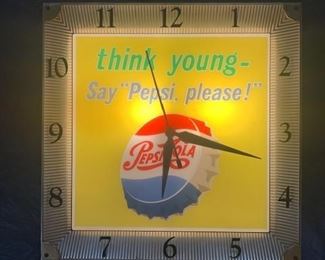 11 12 1
10 think young- 2
Say "Pepsi, please!"
9 3
PEPSI-COLA
8 4
7 6 5